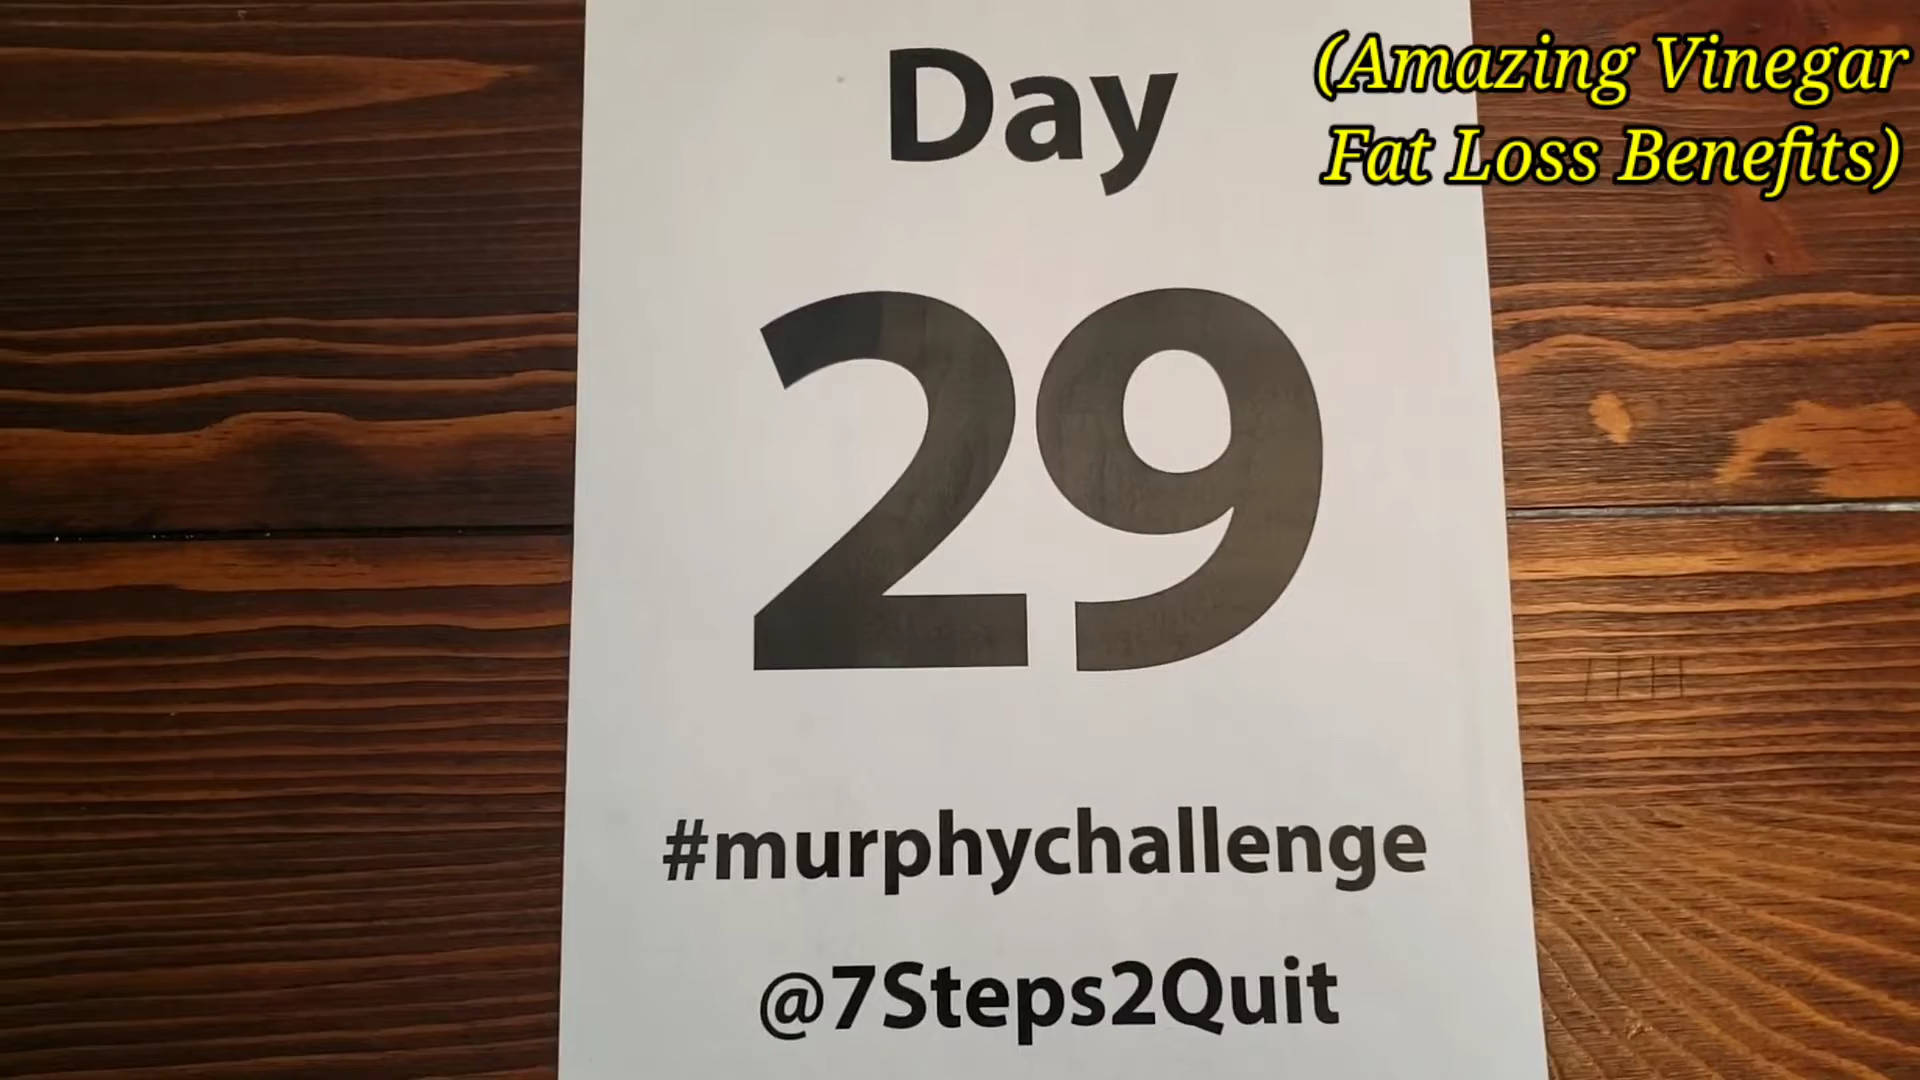 Day
29
#murphychallenge
@7Steps2Quit
(Amazing Vinegar
Fat Loss Benefits)